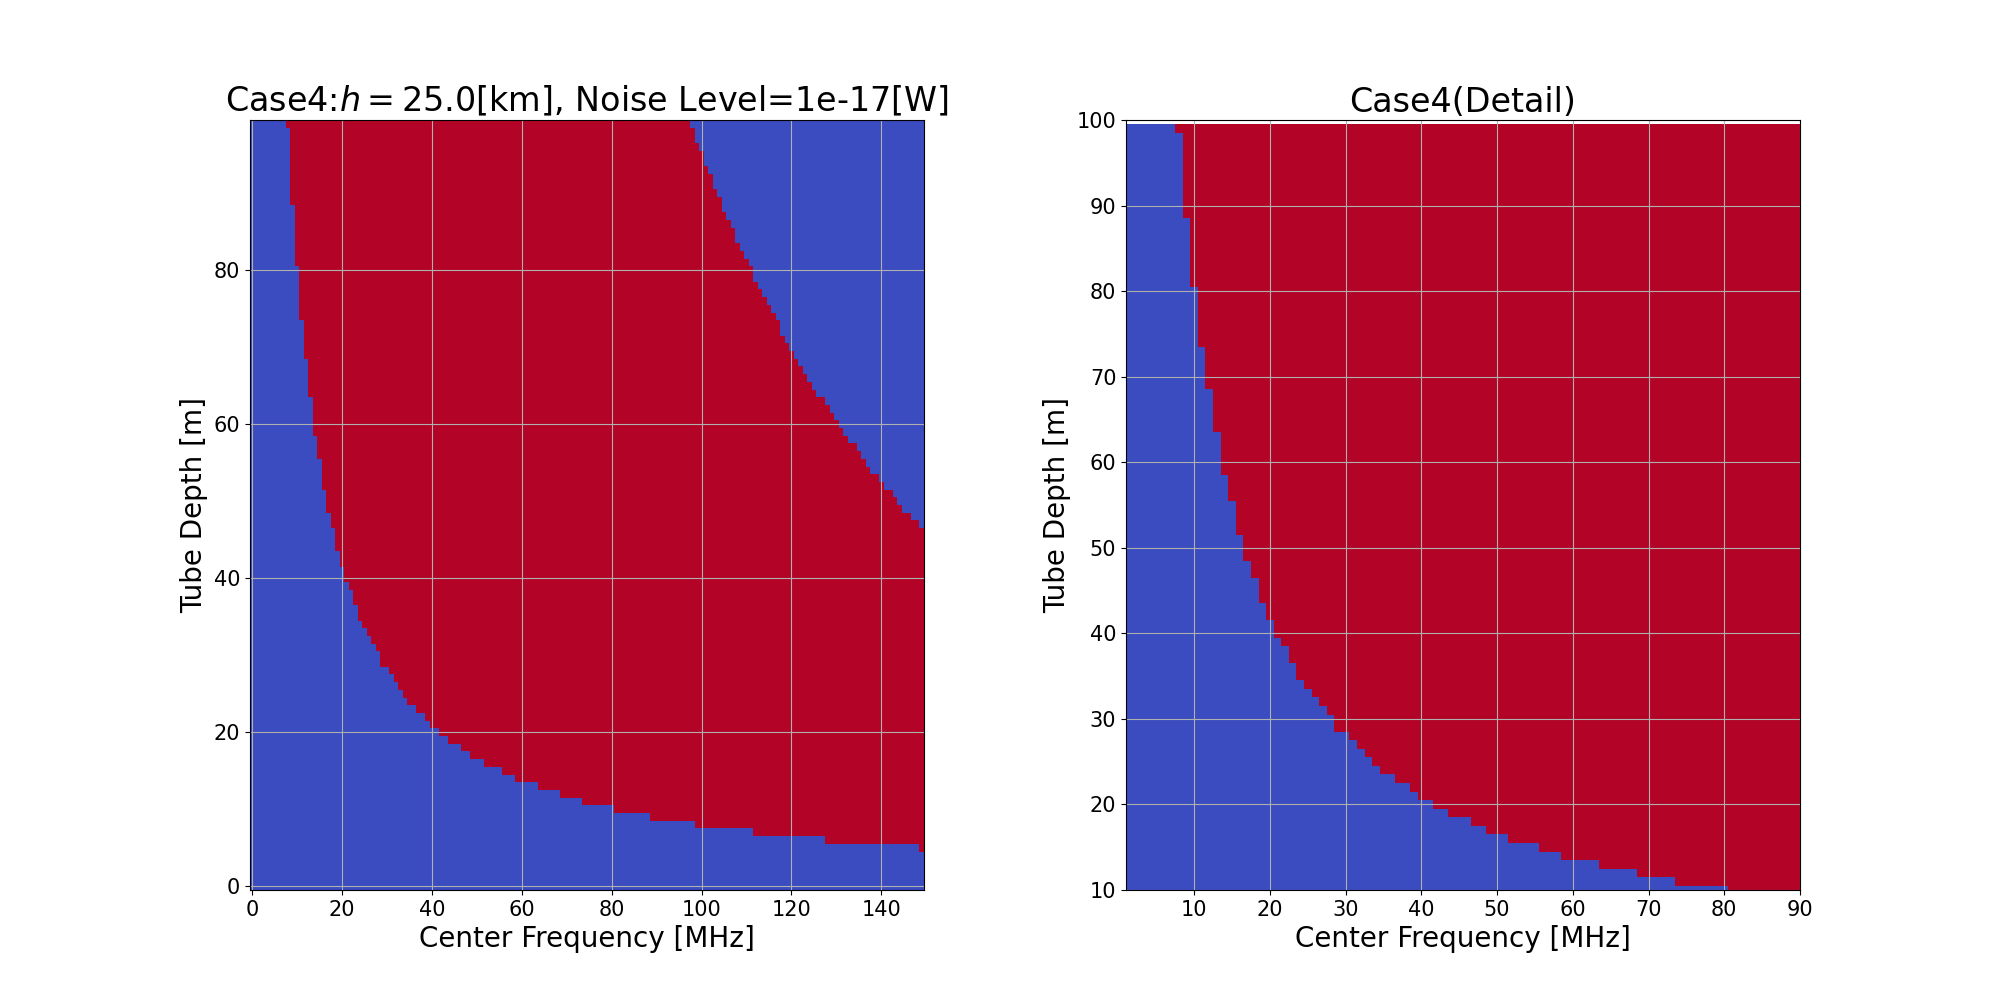 Case4:h = 25.0[km], Noise Level=1e-17[W]
Tube Depth [m]
80
60
40
20
0
0 20 40 60 80 100 120 140
Center Frequency [MHz]
Case4(Detail)
Tube Depth [m]
100
90
80
70
60
50
40
30
20
10
10 20 30 40 50 60 70 80 90
Center Frequency [MHz]